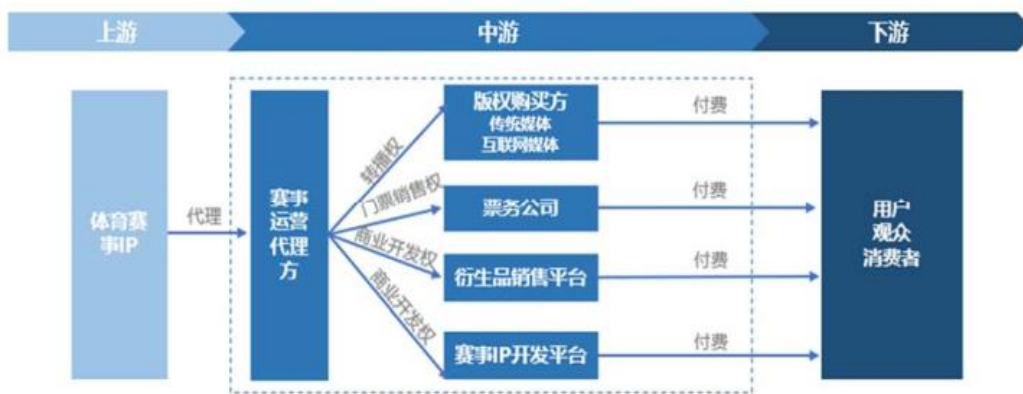 上游
中游
下游
体育赛
事IP
代理
赛事
运营
代理
方
转播权
门票销售权
商业开发权
商业开发权
版权购买方
传统媒体
互联网媒体
票务公司
衍生品销售平台
赛事IP开发平台
付费
付费
付费
付费
用户
观众
消费者